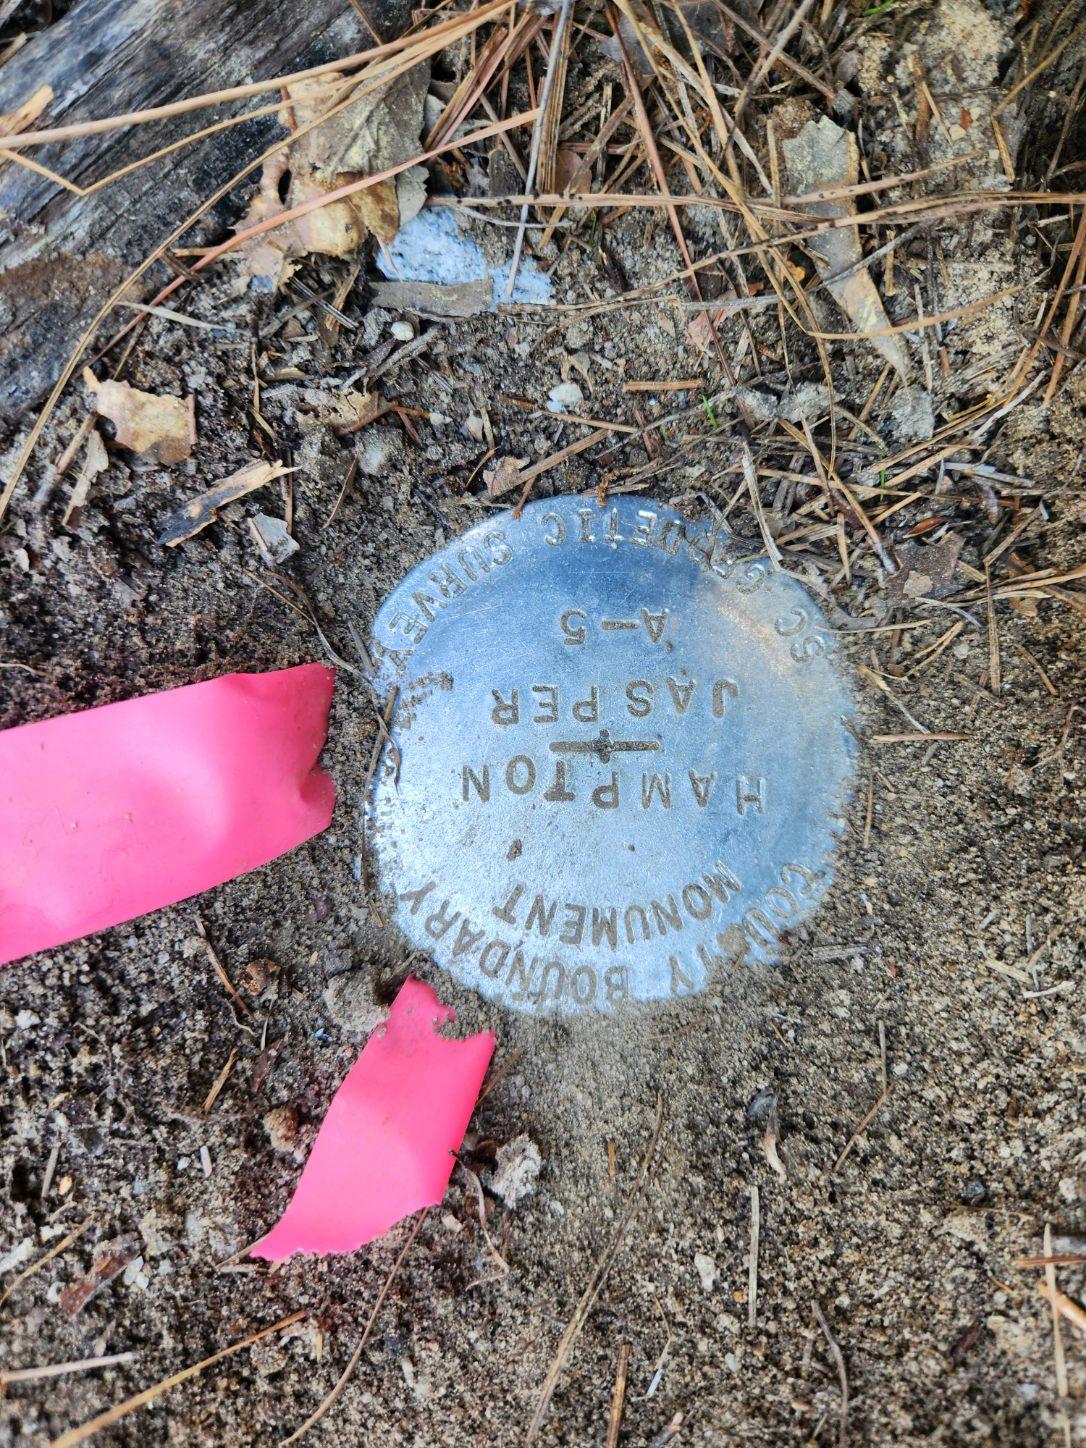 COUNTY BOUNDARY
MONUMENT
HAMPTON
JASPER
A-5
SC GEODETIC SURVEY